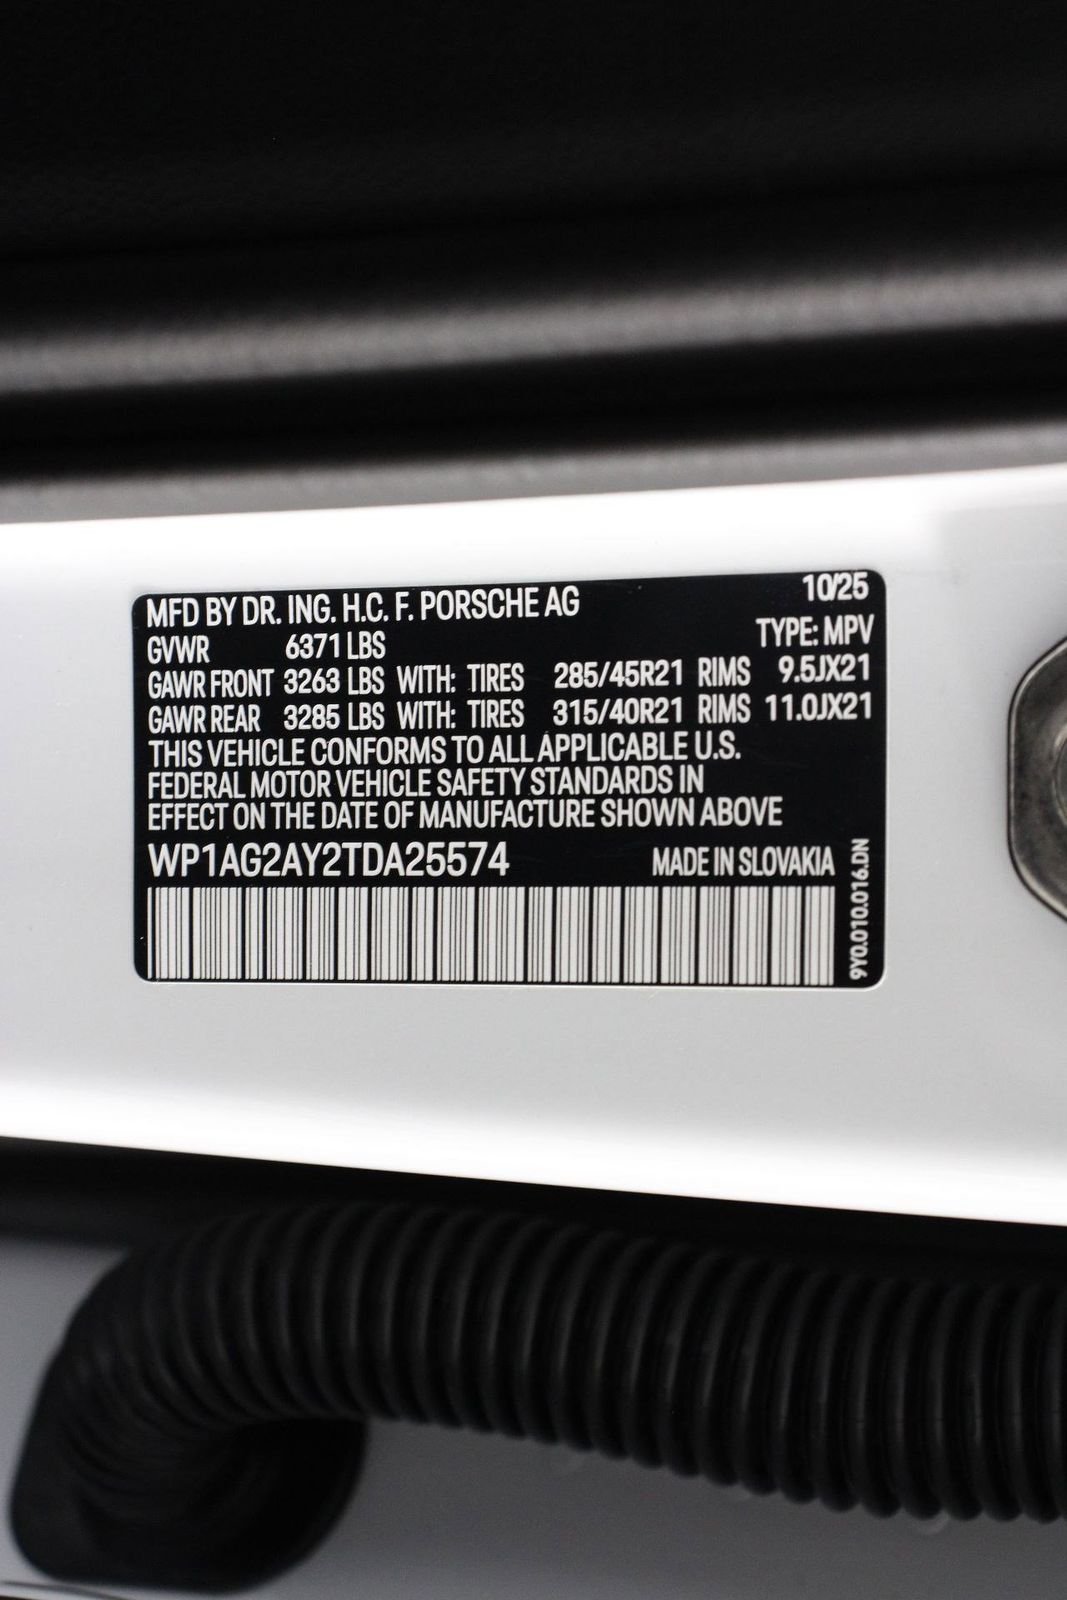 MFD BY DR. ING. H.C. F. PORSCHE AG 10/25
GVWR 6371 LBS TYPE: MPV
GAWR FRONT 3263 LBS WITH: TIRES 285/45R21 RIMS 9.5JX21
GAWR REAR 3285 LBS WITH: TIRES 315/40R21 RIMS 11.0JX21
THIS VEHICLE CONFORMS TO ALL APPLICABLE U.S.
FEDERAL MOTOR VEHICLE SAFETY STANDARDS IN
EFFECT ON THE DATE OF MANUFACTURE SHOWN ABOVE
WP1AG2AY2TDA25574 MADE IN SLOVAKIA
9Y0.010.016.DN